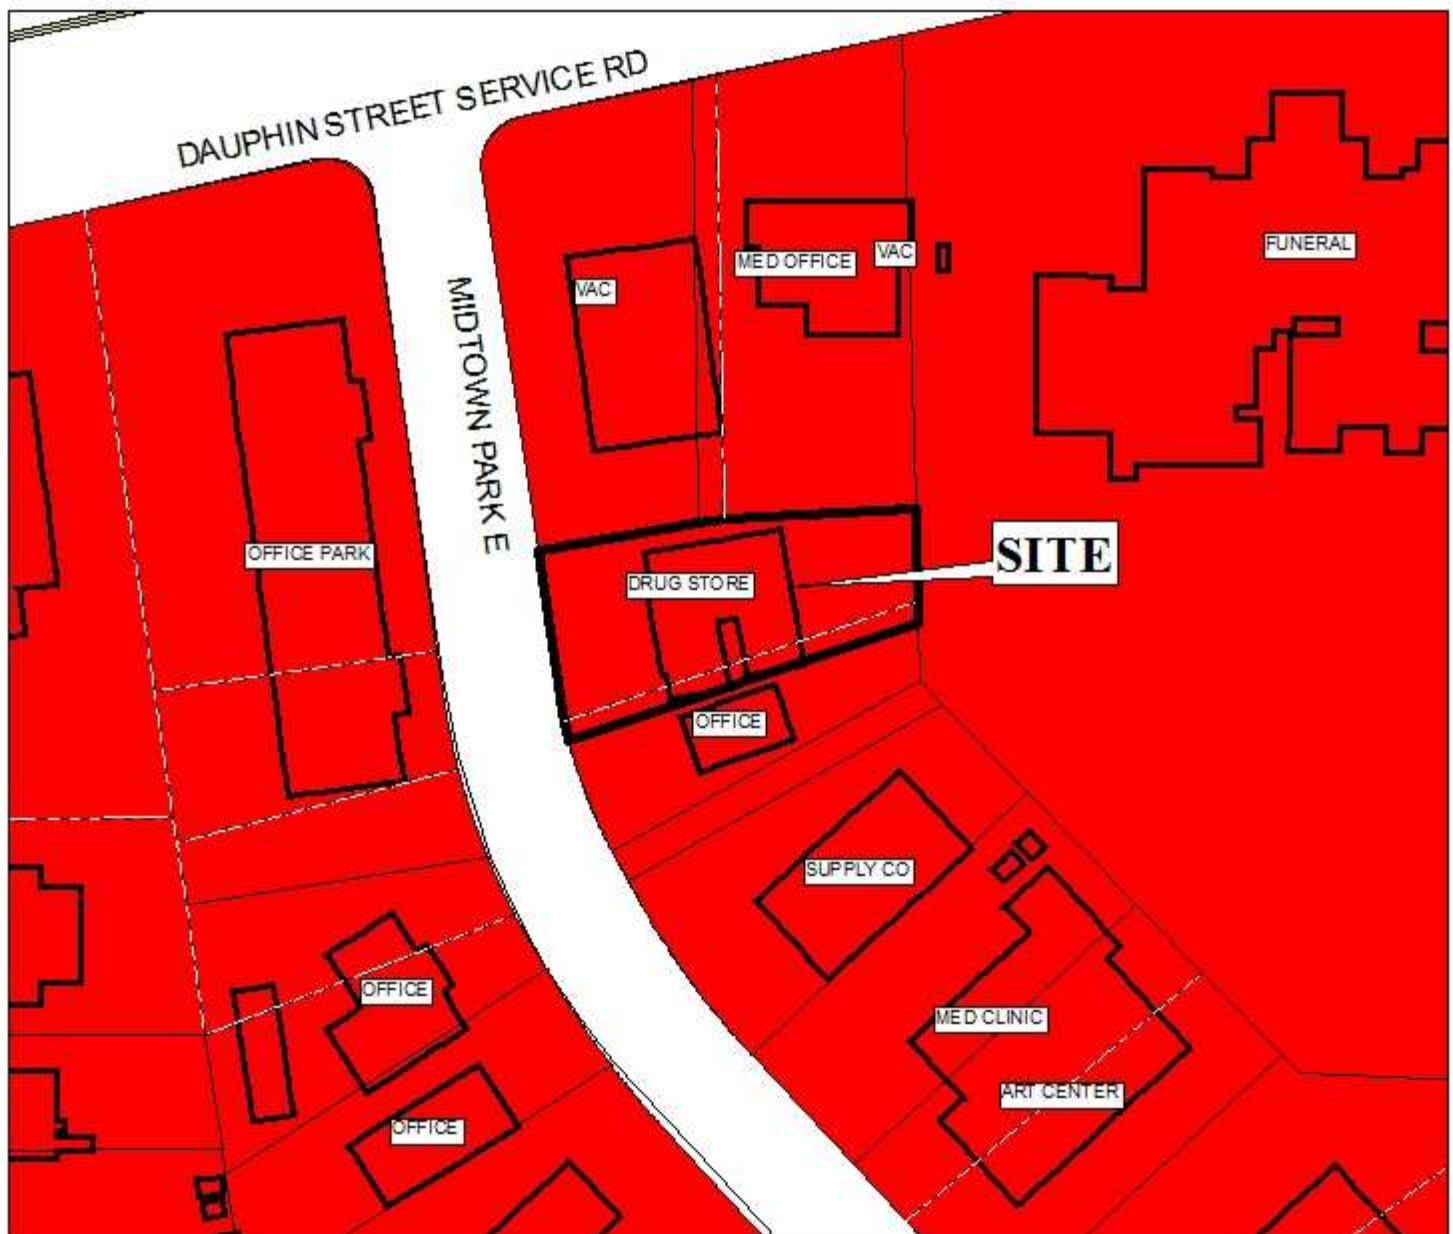 DAUPHIN STREET SERVICE RD
MIDTOWN PARK E
FUNERAL
MED OFFICE
VAC
VAC
OFFICE PARK
SITE
DRUG STORE
OFFICE
SUPPLY CO
OFFICE
MED CLINIC
ART CENTER
OFFICE